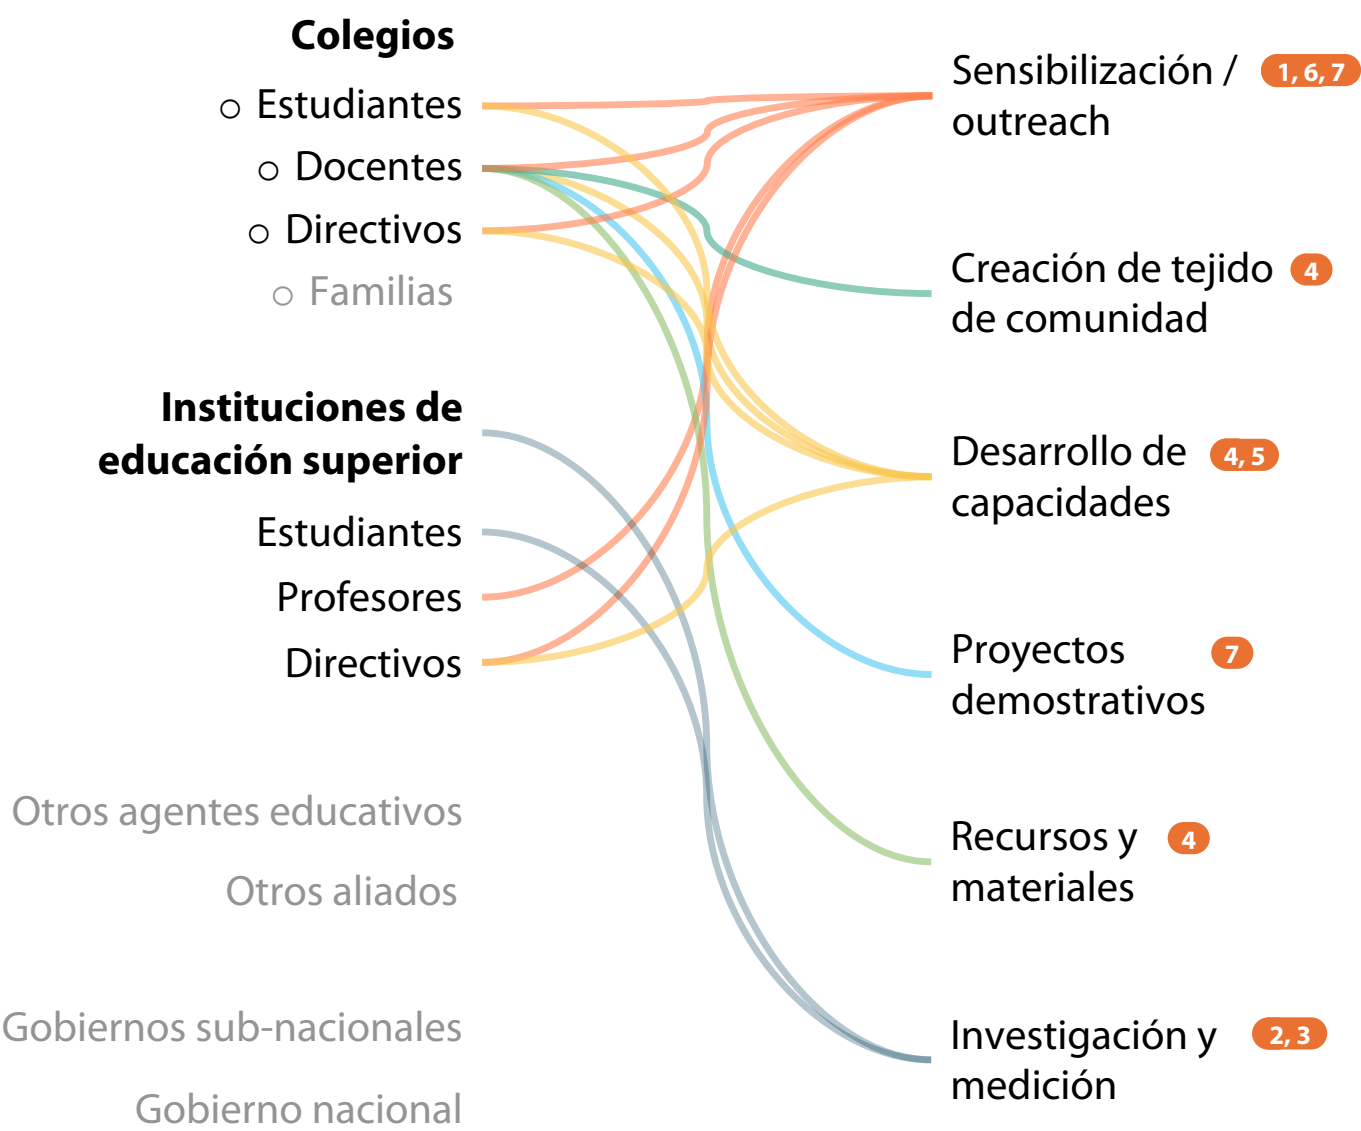 Colegios
Estudiantes
Docentes
Directivos
Familias
Instituciones de
educación superior
Estudiantes
Profesores
Directivos
Otros agentes educativos
Otros aliados
Gobiernos sub-nacionales
Gobierno nacional
Sensibilización / 1, 6, 7
outreach
Creación de tejido 4
de comunidad
Desarrollo de 4, 5
capacidades
Proyectos 7
demostrativos
Recursos y 4
materiales
Investigación y 2, 3
medición